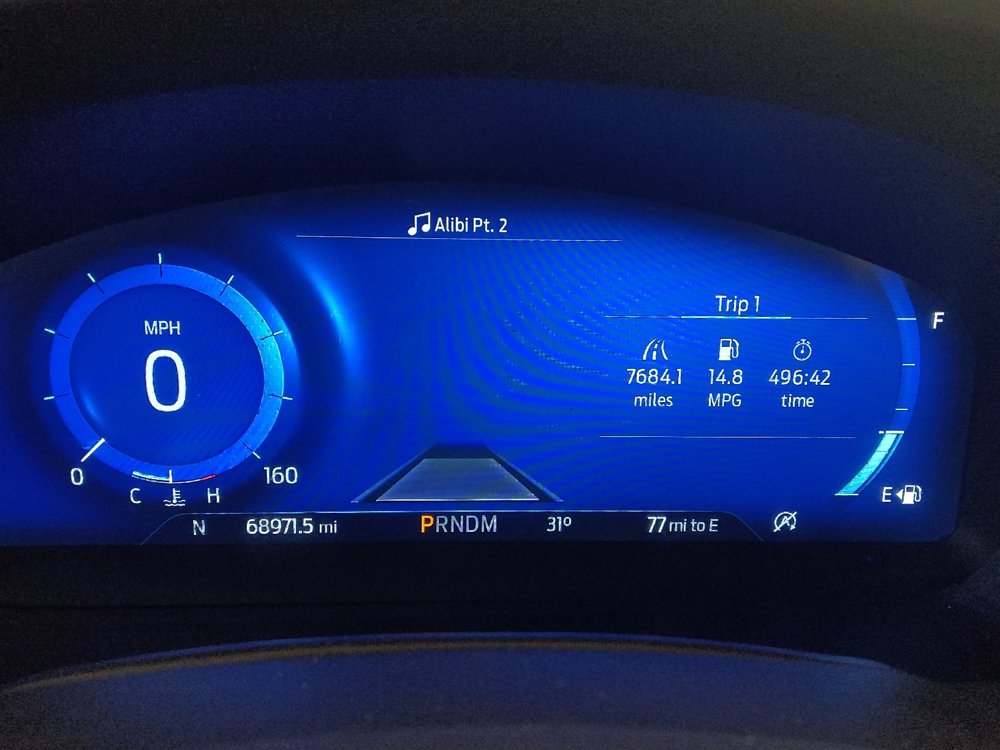 Alibi Pt. 2
MPH
0
0 160
C H
Trip 1
7684.1 14.8 496:42
miles MPG time
F
E
N 68971.5 mi PRNDM 31° 77 mi to E